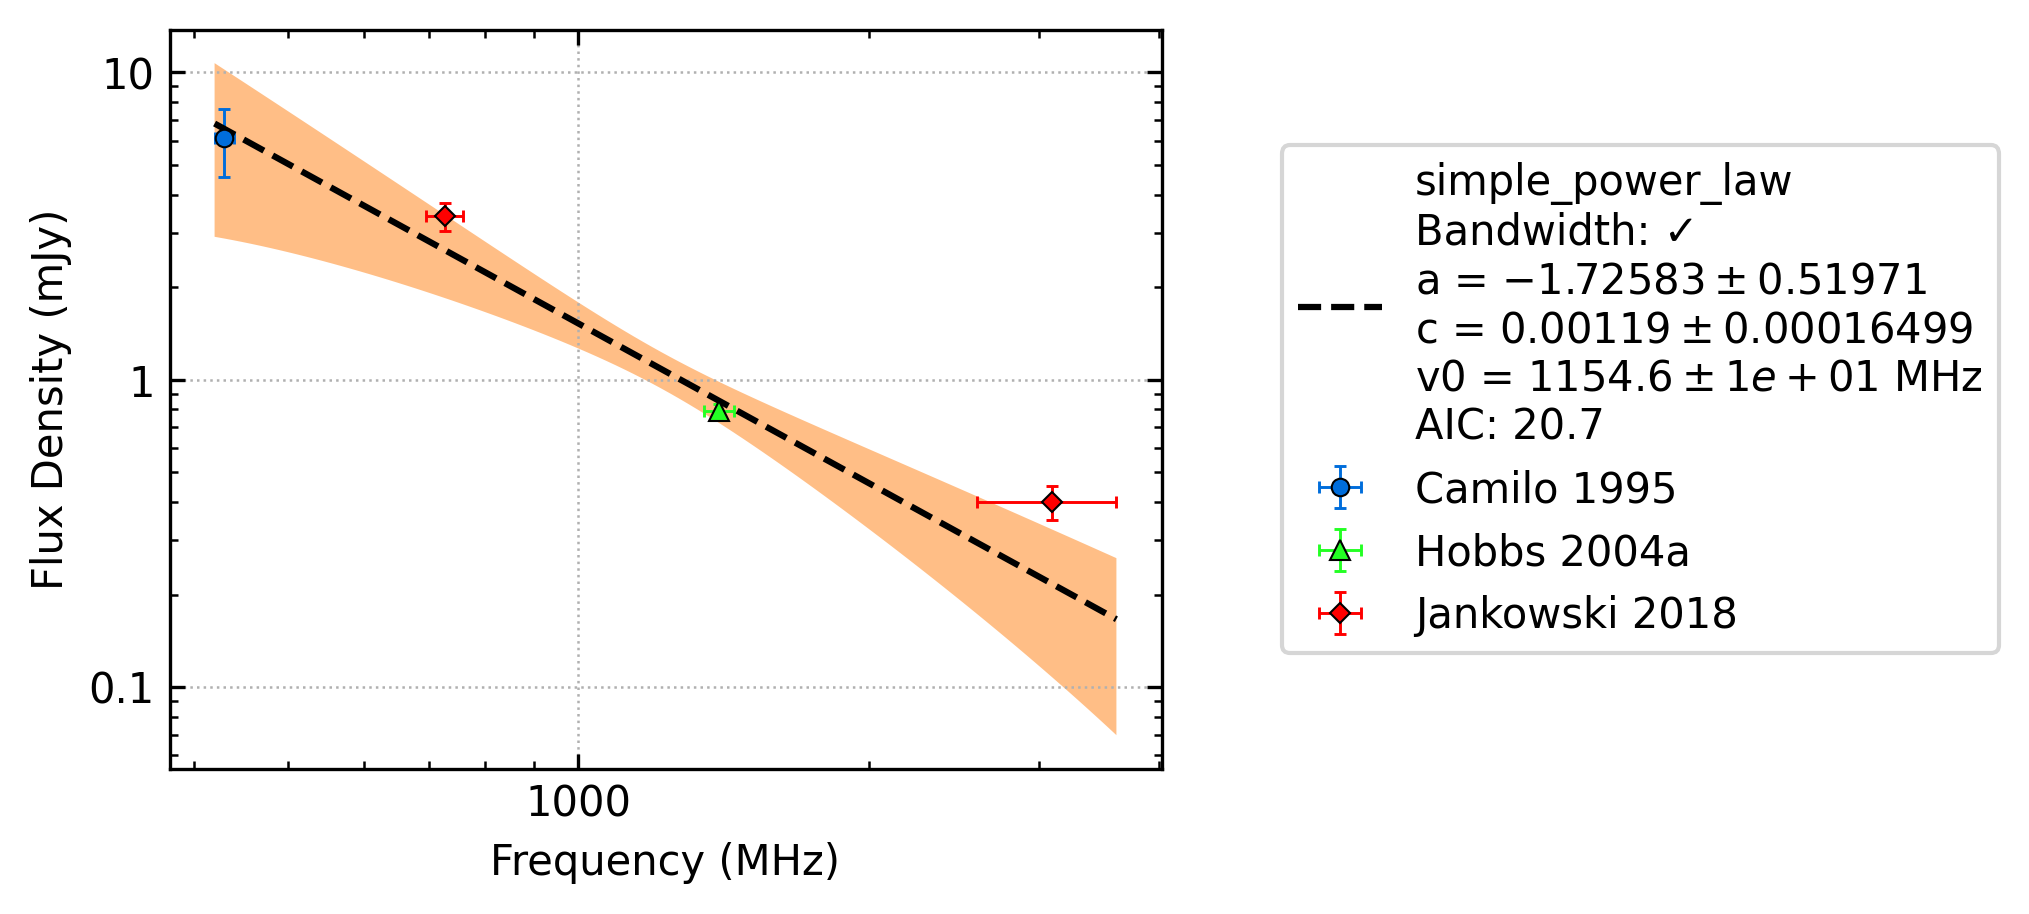 10
1
0.1
Flux Density (mJy)
1000
Frequency (MHz)
simple_power_law
Bandwidth: ✓
a = −1.72583 ± 0.51971
c = 0.00119 ± 0.00016499
v0 = 1154.6 ± 1e + 01 MHz
AIC: 20.7
Camilo 1995
Hobbs 2004a
Jankowski 2018